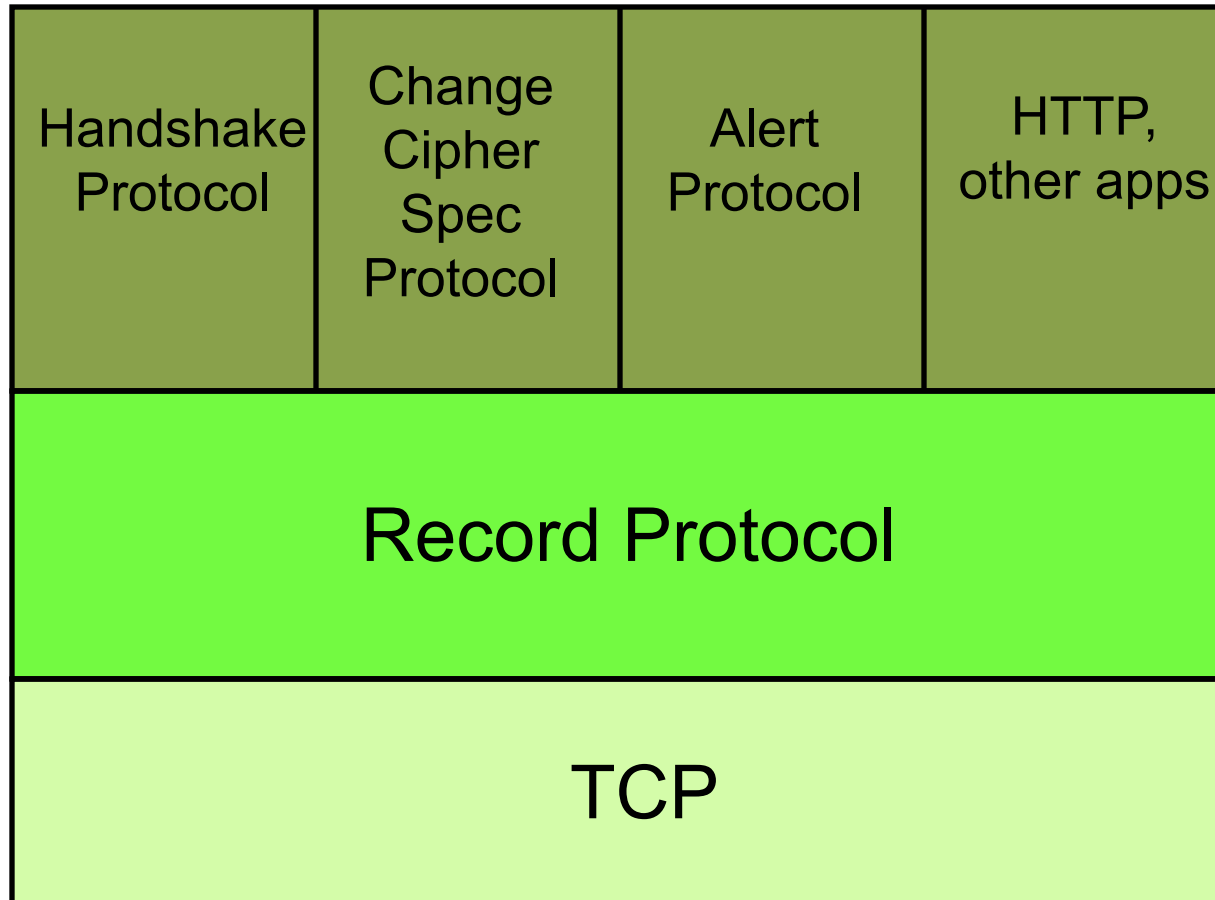 Handshake
Protocol
Change
Cipher
Spec
Protocol
Alert
Protocol
HTTP,
other apps
Record Protocol
TCP